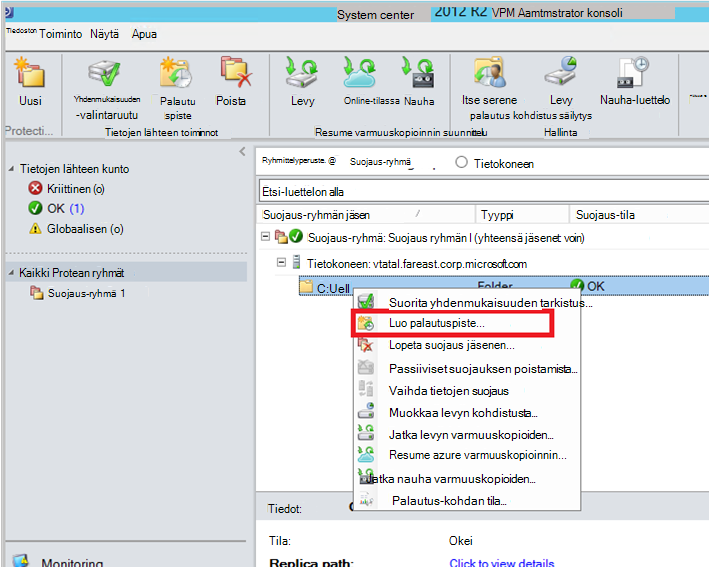 System center 2012 R2 VPM Aamtmstrator konsoli
Tiedoston Toiminto Näytä Apua
Uusi
Yhdenmukaisuuden
-valintaruutu
Palautu
spiste
Poista
Levy
Online-tilassa
Nauha
Itse serene
palautus
Levy
kohdistus säilytys
Nauha-luettelo
Protecti...
Tietojen lähteen toiminnot
Resume varmuuskopioinnin suunnittelu
Hallinta
Tietojen lähteen kunto
Kriittinen (o)
OK (1)
Globaalisen (o)
Kaikki Protean ryhmät
Suojaus-ryhmä 1
Monitoring
Ryhmittelyperuste. @ Suojaus-ryhmä Tietokoneen
Etsi-luettelon alla
Suojaus-ryhmän jäsen / Tyyppi Suojaus-tila
Suojaus-ryhmä: Suojaus ryhmän I (yhteensä jäsenet voin)
Tietokoneen: vtatal.fareast.corp.microsoft.com
C:Uell Folder OK
Suorita yhdenmukaisuuden tarkistus...
Luo palautuspiste...
Lopeta suojaus jäsenen...
Passiiviset suojauksen poistamista...
Vaihda tietojen suojaus
Muokkaa levyn kohdistusta...
Jatka levyn varmuuskopioiden...
Resume azure varmuuskopioinnin...
Jatka nauha varmuuskopioiden...
Palautus-kohdan tila...
Tiedot:
Tila: Okei
Replica path: Click to view details